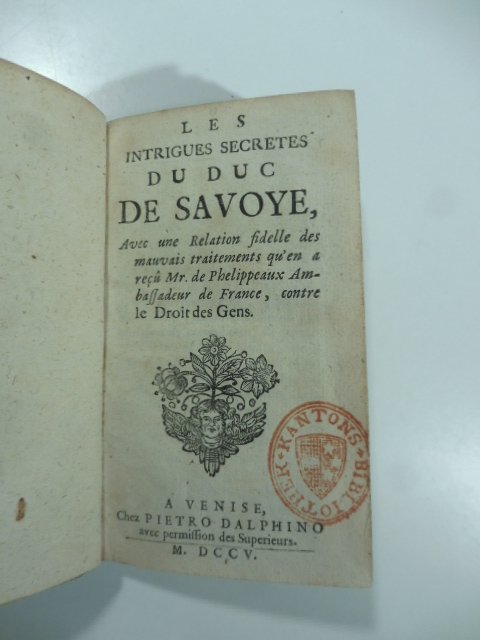 LES
INTRIGUES SECRETES
DU DUC
DE SAVOYE,
Avec une Relation fidelle des
mauvais traitements qu'en a
reçû Mr. de Phelippeaux Am-
baſſadeur de France, contre
le Droit des Gens.
A VENISE,
Chez PIETRO DALPHINO
avec permiſſion des Superieurs.
M. DCCV.
KANTONS-BIBLIOTHEK